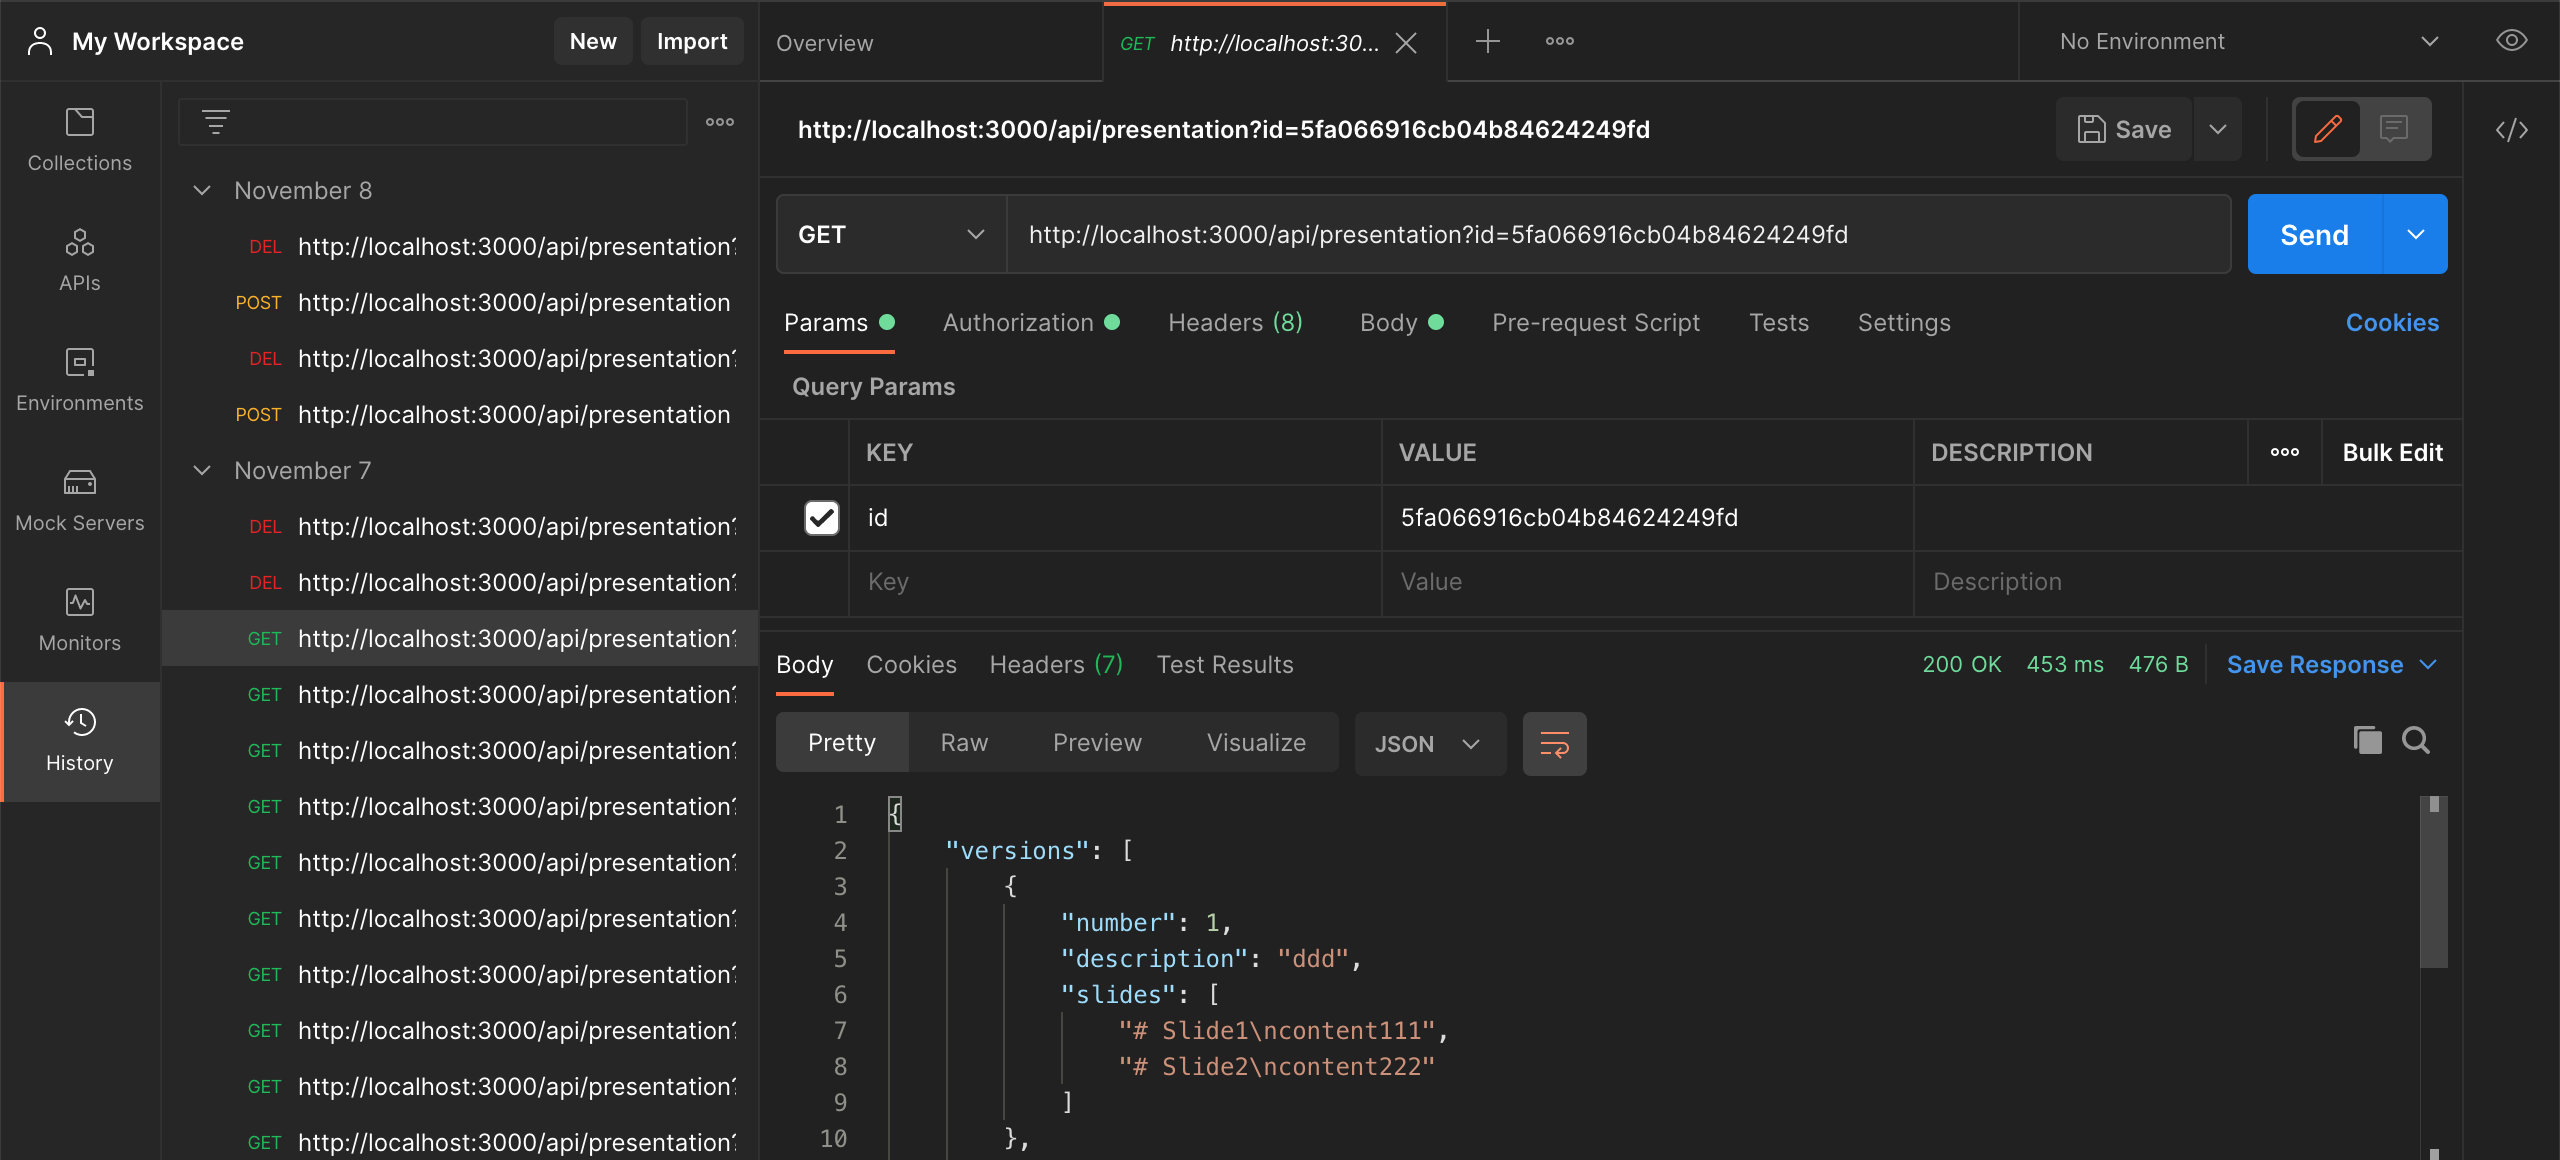 My Workspace
New
Import
Overview
GET http://localhost:30...
No Environment
Collections
APIs
Environments
Mock Servers
Monitors
History
November 8
DEL http://localhost:3000/api/presentation?
POST http://localhost:3000/api/presentation
DEL http://localhost:3000/api/presentation?
POST http://localhost:3000/api/presentation
November 7
DEL http://localhost:3000/api/presentation?
DEL http://localhost:3000/api/presentation?
GET http://localhost:3000/api/presentation?
GET http://localhost:3000/api/presentation?
GET http://localhost:3000/api/presentation?
GET http://localhost:3000/api/presentation?
GET http://localhost:3000/api/presentation?
GET http://localhost:3000/api/presentation?
GET http://localhost:3000/api/presentation?
GET http://localhost:3000/api/presentation?
GET http://localhost:3000/api/presentation?
GET http://localhost:3000/api/presentation?
http://localhost:3000/api/presentation?id=5fa066916cb04b84624249fd
Save
GET
http://localhost:3000/api/presentation?id=5fa066916cb04b84624249fd
Send
Params Authorization Headers (8) Body Pre-request Script Tests Settings Cookies
Query Params
KEY VALUE DESCRIPTION Bulk Edit
id 5fa066916cb04b84624249fd
Key Value Description
Body Cookies Headers (7) Test Results 200 OK 453 ms 476 B Save Response
Pretty Raw Preview Visualize JSON
1 {
2 "versions": [
3 {
4 "number": 1,
5 "description": "ddd",
6 "slides": [
7 "# Slide1\ncontent111",
8 "# Slide2\ncontent222"
9 ]
10 },